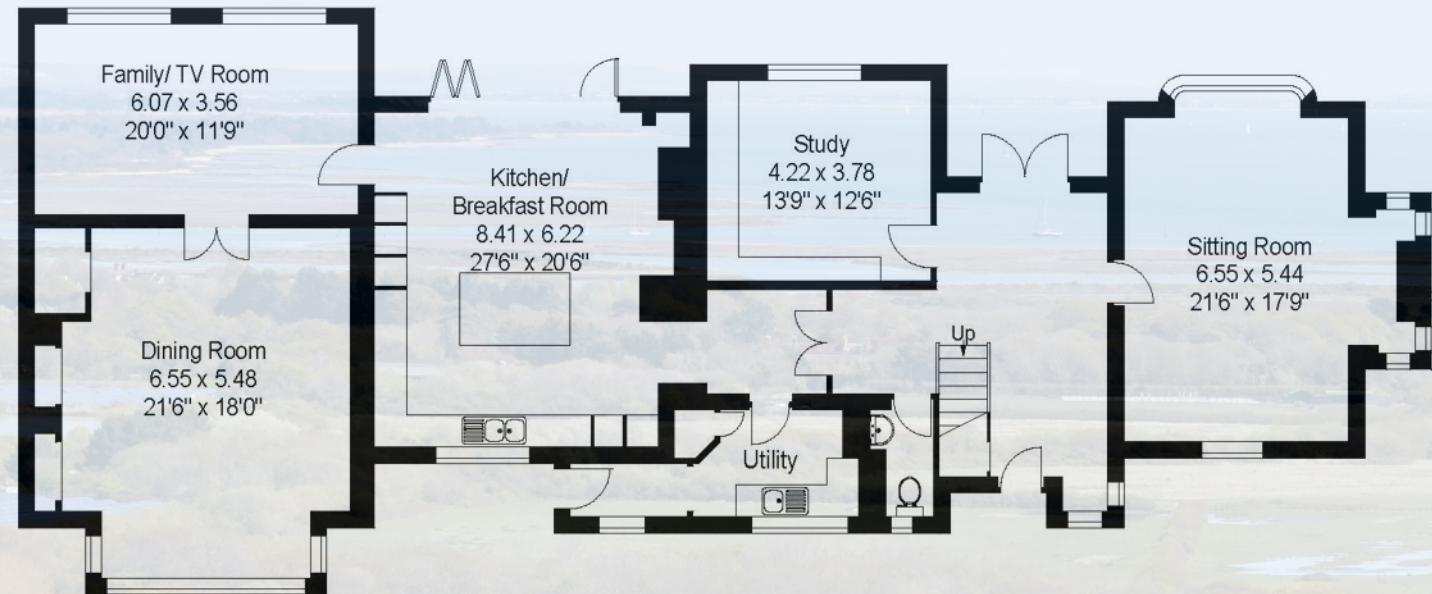 Family/ TV Room
6.07 x 3.56
20'0" x 11'9"
Kitchen/
Breakfast Room
8.41 x 6.22
27'6" x 20'6"
Study
4.22 x 3.78
13'9" x 12'6"
Sitting Room
6.55 x 5.44
21'6" x 17'9"
Dining Room
6.55 x 5.48
21'6" x 18'0"
Up
Utility